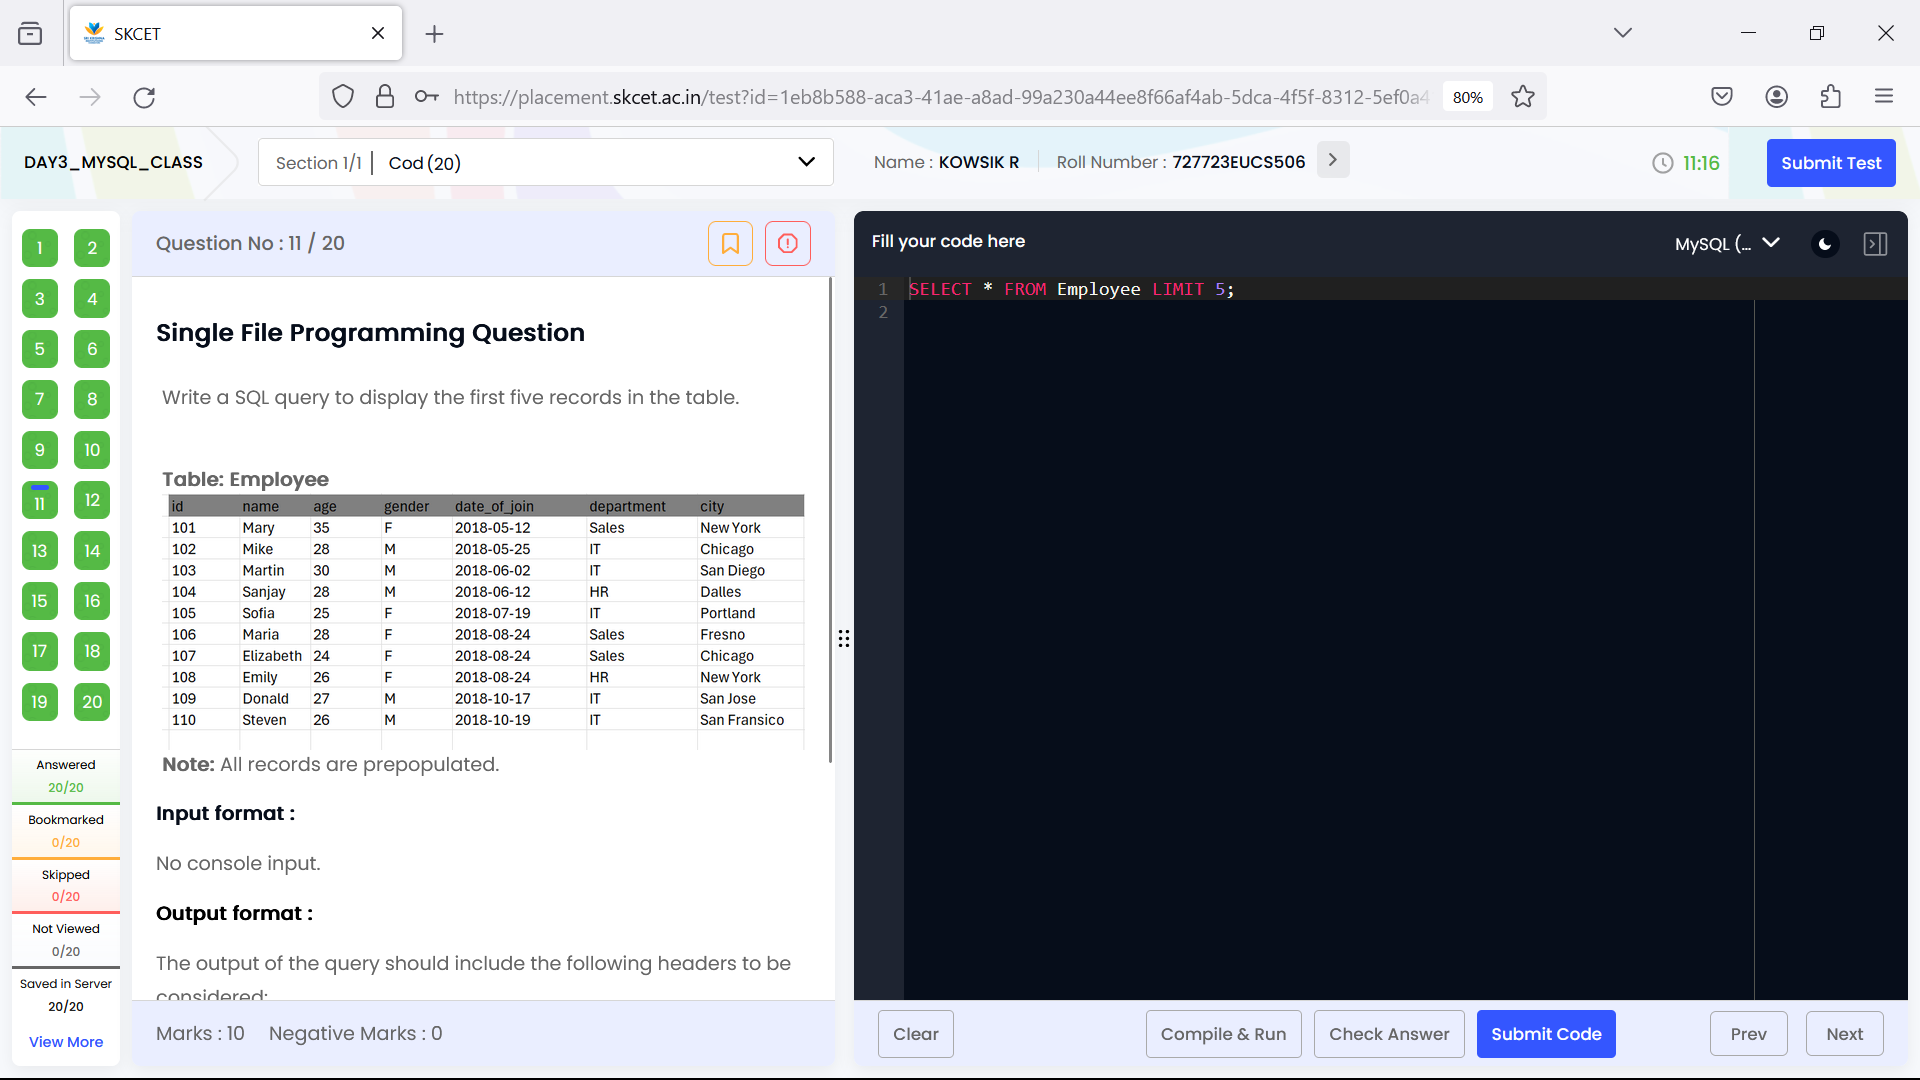 SKCET
https://placement.skcet.ac.in/test?id=1eb8b588-aca3-41ae-a8ad-99a230a44ee8f66af4ab-5dca-4f5f-8312-5ef0a4
80%
DAY3_MYSQL_CLASS
Section 1/1 | Cod (20)
Name : KOWSIK R
Roll Number : 727723EUCS506
11:16
Submit Test
1 2
3 4
5 6
7 8
9 10
11 12
13 14
15 16
17 18
19 20
Answered
20/20
Bookmarked
0/20
Skipped
0/20
Not Viewed
0/20
Saved in Server
20/20
View More
Question No : 11 / 20
Single File Programming Question
Write a SQL query to display the first five records in the table.
Table: Employee
id name age gender date_of_join department city
101 Mary 35 F 2018-05-12 Sales New York
102 Mike 28 M 2018-05-25 IT Chicago
103 Martin 30 M 2018-06-02 IT San Diego
104 Sanjay 28 M 2018-06-12 HR Dalles
105 Sofia 25 F 2018-07-19 IT Portland
106 Maria 28 F 2018-08-24 Sales Fresno
107 Elizabeth 24 F 2018-08-24 Sales Chicago
108 Emily 26 F 2018-08-24 HR New York
109 Donald 27 M 2018-10-17 IT San Jose
110 Steven 26 M 2018-10-19 IT San Fransico
Note: All records are prepopulated.
Input format :
No console input.
Output format :
The output of the query should include the following headers to be
considered:
Marks : 10 Negative Marks : 0
Fill your code here
MySQL (...
1 SELECT * FROM Employee LIMIT 5;
2
Clear
Compile & Run
Check Answer
Submit Code
Prev
Next